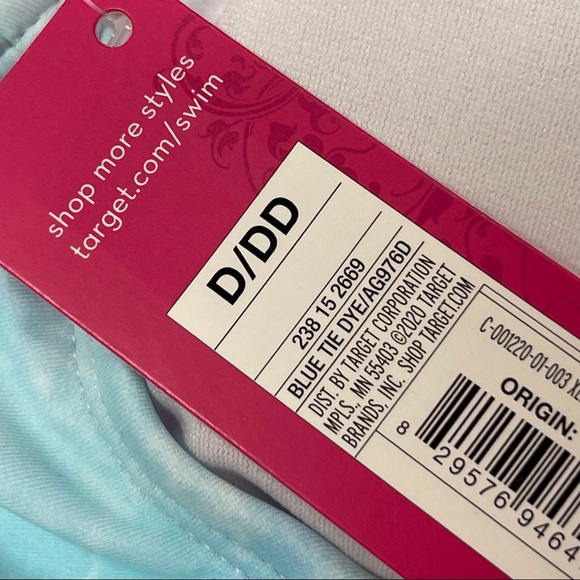 shop more styles
target.com/swim
D/DD
238 15 2669
BLUE TIE DYE/AG976D
DIST. BY TARGET CORPORATION
MPLS., MN 55403 ©2020 TARGET
BRANDS, INC. SHOP TARGET.COM
C-001220-01-003
ORIGIN:
8 29576 9464